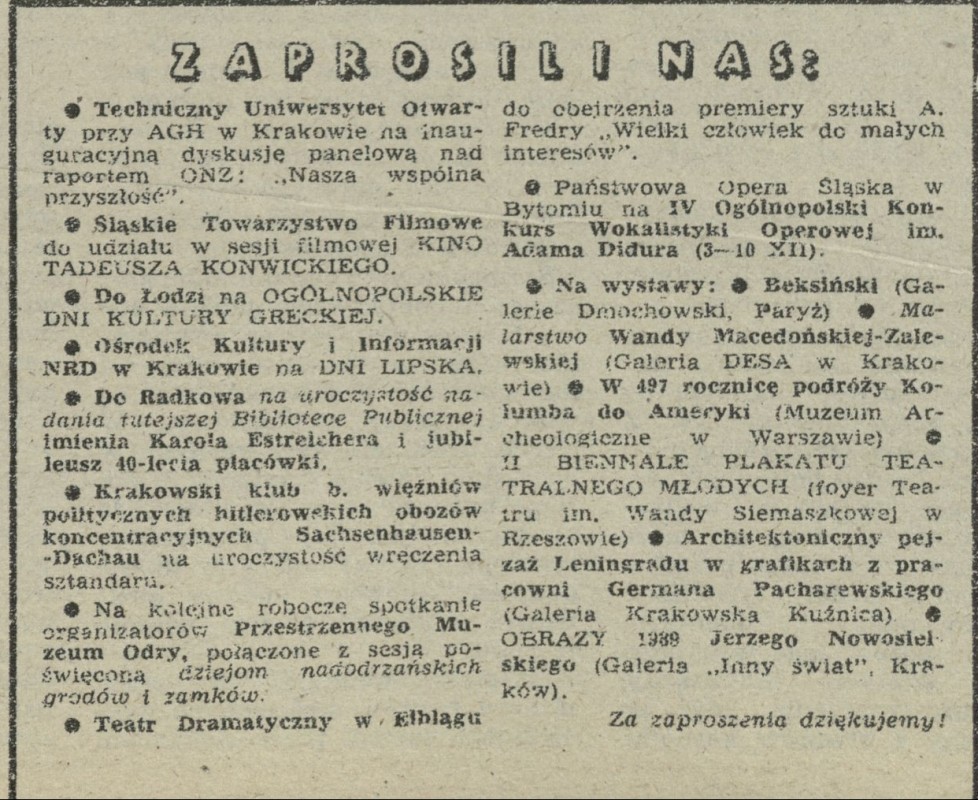 ZAPROSILI NAS:
● Techniczny Uniwersytet Otwar-
ty przy AGH w Krakowie na inau-
guracyjną dyskusję panelową nad
raportem ONZ: „Nasza wspólna
przyszłość".
● Śląskie Towarzystwo Filmowe
do udziału w sesji filmowej KINO
TADEUSZA KONWICKIEGO.
● Do Łodzi na OGÓLNOPOLSKIE
DNI KULTURY GRECKIEJ.
● Ośrodek Kultury i Informacji
NRD w Krakowie na DNI LIPSKA.
● Do Radkowa na uroczystość na-
dania tutejszej Bibliotece Publicznej
imienia Karola Estreichera i jubi-
leusz 40-lecia placówki.
● Krakowski klub b. więźniów
politycznych hitlerowskich obozów
koncentracyjnych Sachsenhausen-
-Dachau na uroczystość wręczenia
sztandaru.
● Na kolejne robocze spotkanie
organizatorów Przestrzennego Mu-
zeum Odry, połączone z sesją po-
święconą dziejom nadodrzańskich
grodów i zamków.
● Teatr Dramatyczny w Elblągu
do obejrzenia premiery sztuki A.
Fredry „Wielki człowiek do małych
interesów".
● Państwowa Opera Śląska w
Bytomiu na IV Ogólnopolski Kon-
kurs Wokalistyki Operowej im.
Adama Didura (3—10 XII).
● Na wystawy: ● Beksiński (Ga-
lerie Dmochowski, Paryż) ● Ma-
larstwo Wandy Macedońskiej-Zale-
wskiej (Galeria DESA w Krako-
wie) ● W 497 rocznicę podróży Ko-
lumba do Ameryki (Muzeum Ar-
cheologiczne w Warszawie) ●
II BIENNALE PLAKATU TEA-
TRALNEGO MŁODYCH (foyer Tea-
tru im. Wandy Siemaszkowej w
Rzeszowie) ● Architektoniczny pej-
zaż Leningradu w grafikach z pra-
cowni Germana Pacharewskiego
(Galeria Krakowska Kuźnica) ●
OBRAZY 1989 Jerzego Nowosiel-
skiego (Galeria „Inny świat", Kra-
ków).
Za zaproszenia dziękujemy!